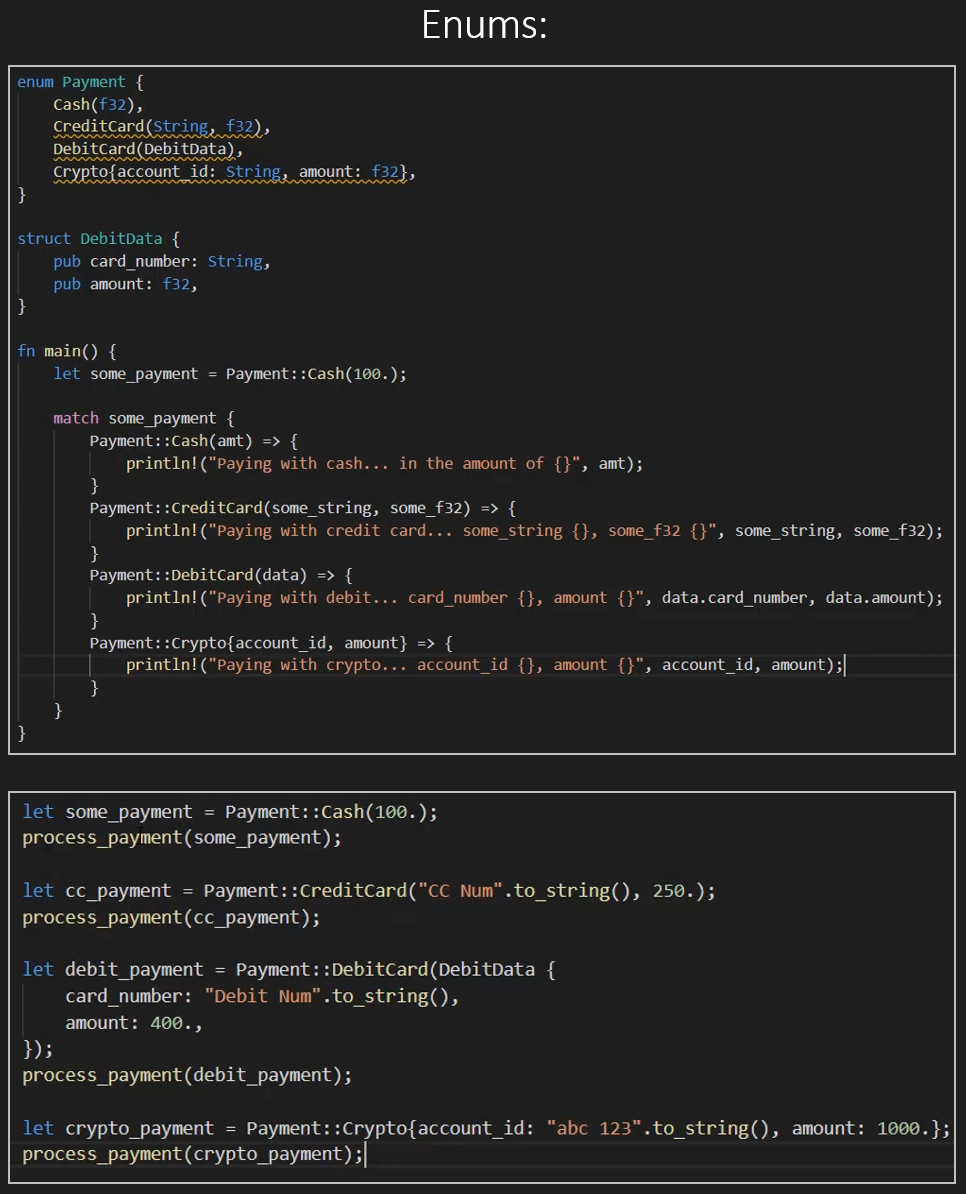 Enums:
enum Payment {
    Cash(f32),
    CreditCard(String, f32),
    DebitCard(DebitData),
    Crypto{account_id: String, amount: f32},
}
struct DebitData {
    pub card_number: String,
    pub amount: f32,
}
fn main() {
    let some_payment = Payment::Cash(100.);
    match some_payment {
        Payment::Cash(amt) => {
            println!("Paying with cash... in the amount of {}", amt);
        }
        Payment::CreditCard(some_string, some_f32) => {
            println!("Paying with credit card... some_string {}, some_f32 {}", some_string, some_f32);
        }
        Payment::DebitCard(data) => {
            println!("Paying with debit... card_number {}, amount {}", data.card_number, data.amount);
        }
        Payment::Crypto{account_id, amount} => {
            println!("Paying with crypto... account_id {}, amount {}", account_id, amount);
        }
    }
}
let some_payment = Payment::Cash(100.);
process_payment(some_payment);
let cc_payment = Payment::CreditCard("CC Num".to_string(), 250.);
process_payment(cc_payment);
let debit_payment = Payment::DebitCard(DebitData {
    card_number: "Debit Num".to_string(),
    amount: 400.,
});
process_payment(debit_payment);
let crypto_payment = Payment::Crypto{account_id: "abc 123".to_string(), amount: 1000.};
process_payment(crypto_payment);